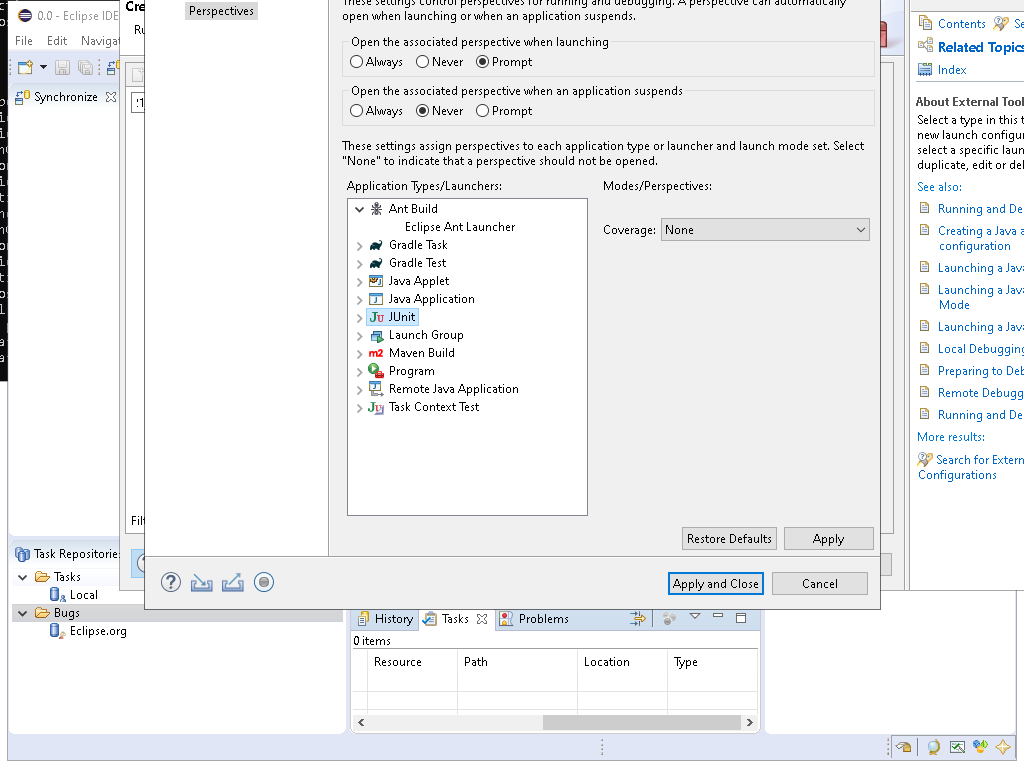 0.0 - Eclipse IDE
File Edit Navigat
Synchronize
Perspectives
These settings control perspectives for running and debugging. A perspective can automatically
open when launching or when an application suspends.
Open the associated perspective when launching
Always Never Prompt
Open the associated perspective when an application suspends
Always Never Prompt
These settings assign perspectives to each application type or launcher and launch mode set. Select
"None" to indicate that a perspective should not be opened.
Application Types/Launchers:
Modes/Perspectives:
Ant Build
Eclipse Ant Launcher
Gradle Task
Gradle Test
Java Applet
Java Application
JUnit
Launch Group
Maven Build
Program
Remote Java Application
Task Context Test
Coverage: None
Restore Defaults Apply
Apply and Close Cancel
Contents Se
Related Topics
Index
About External Tool
Select a type in this t
new launch configur
select a specific laun
duplicate, edit or del
See also:
Running and De
Creating a Java a
configuration
Launching a Java
Launching a Java
Mode
Launching a Java
Local Debugging
Preparing to Deb
Remote Debugg
Running and De
More results:
Search for Extern
Configurations
Task Repositorie
Tasks
Local
Bugs
Eclipse.org
History Tasks Problems
0 items
Resource Path Location Type